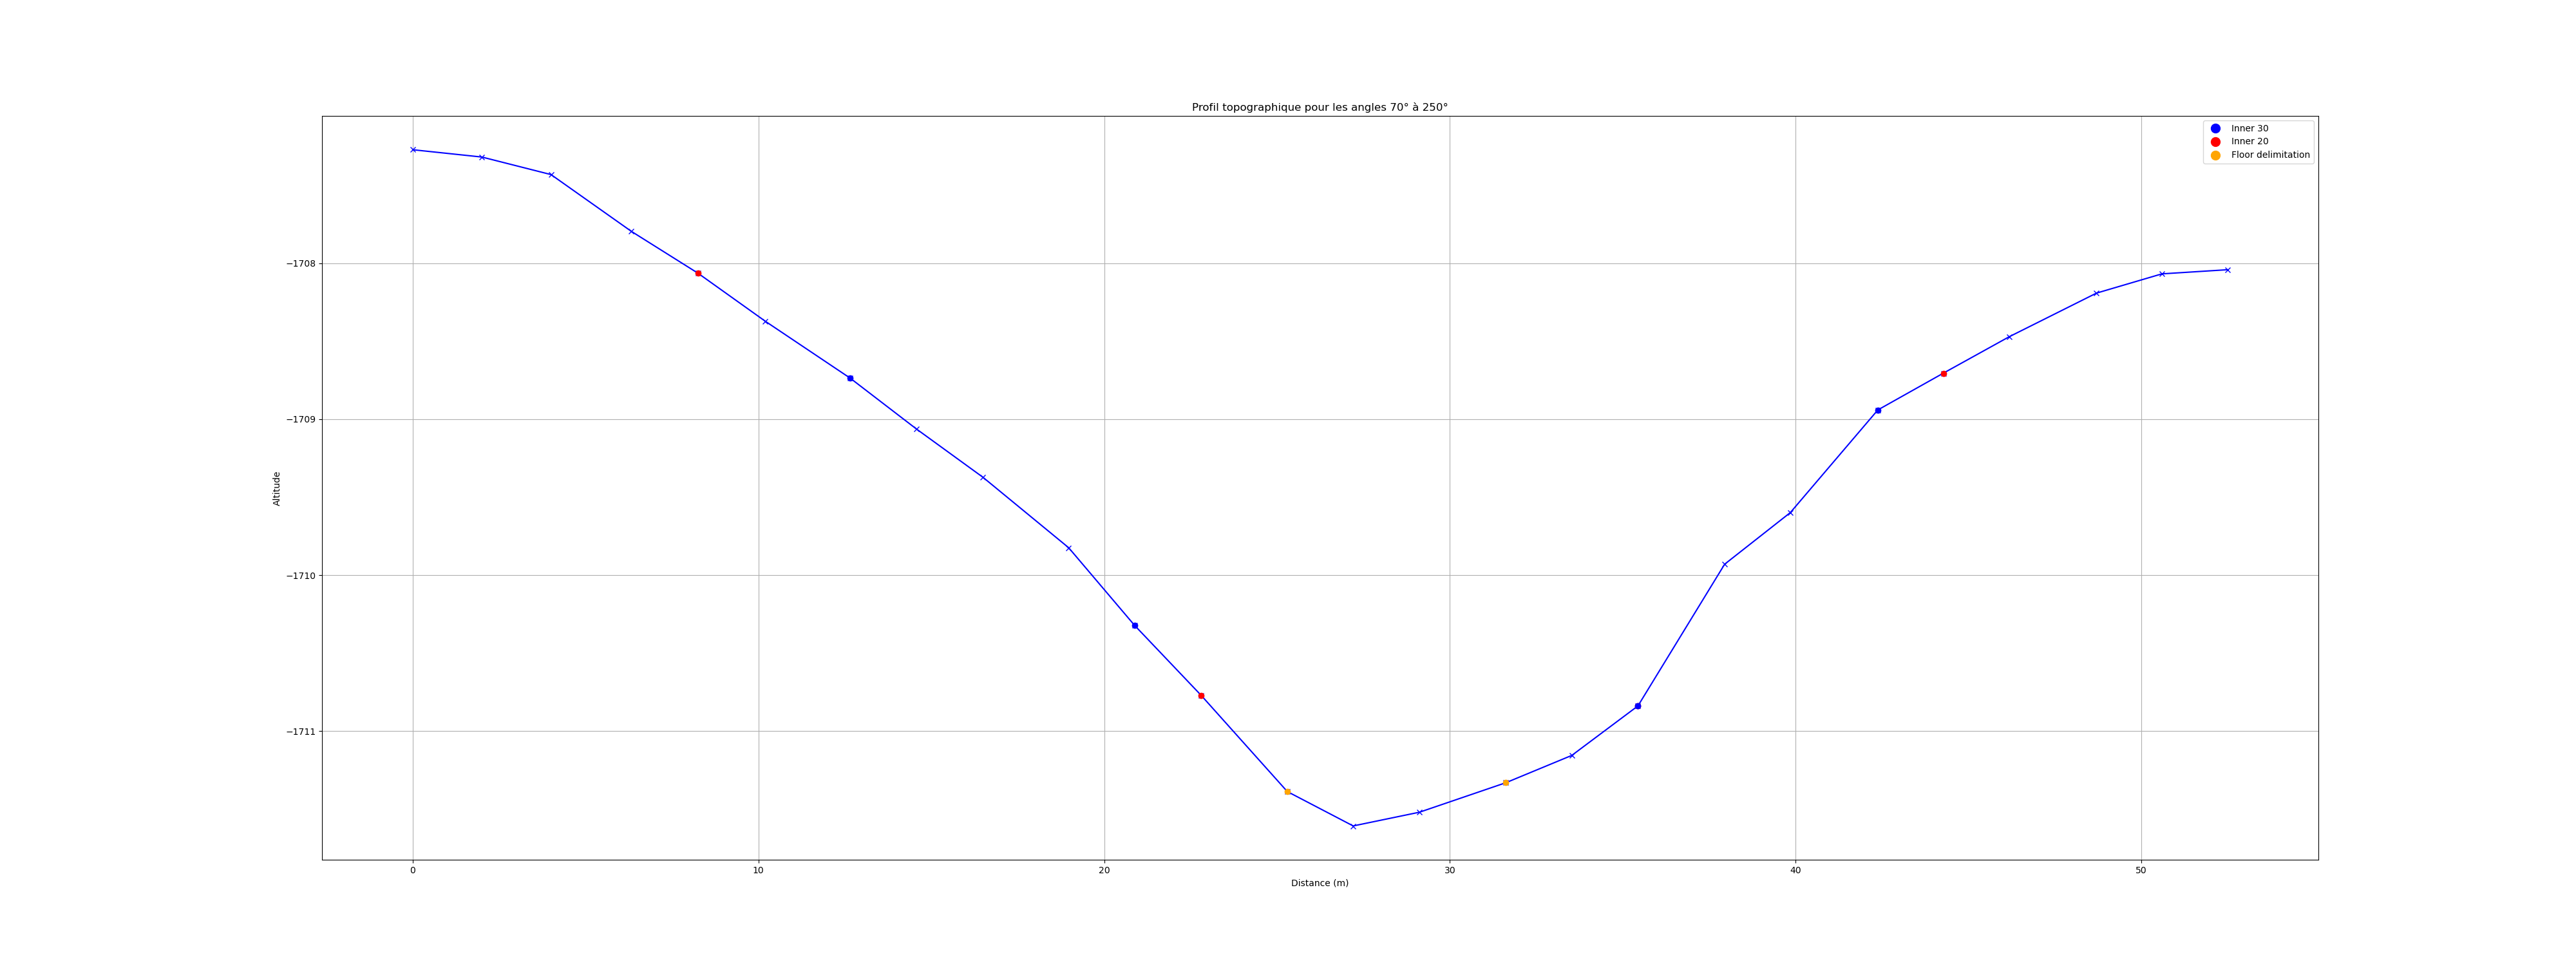 Profil topographique pour les angles 70° à 250°
Inner 30
Inner 20
Floor delimitation
−1708
−1709
−1710
−1711
Altitude
0 10 20 30 40 50
Distance (m)